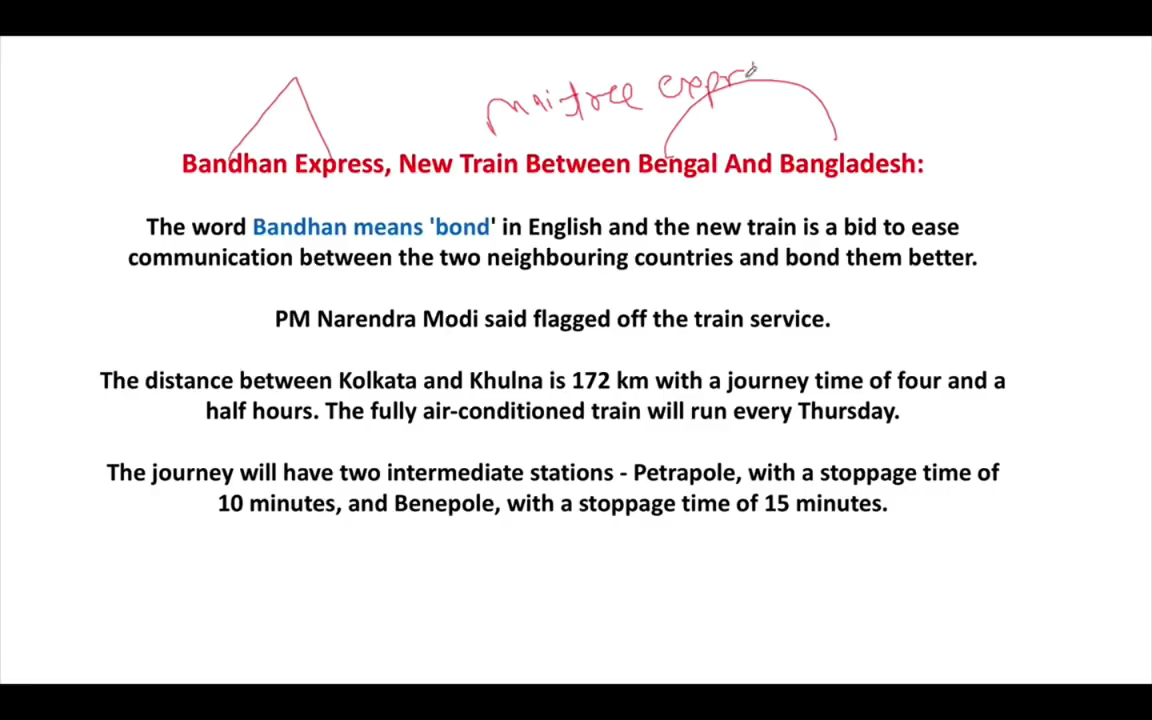 maitree expre
Bandhan Express, New Train Between Bengal And Bangladesh:
The word Bandhan means 'bond' in English and the new train is a bid to ease
communication between the two neighbouring countries and bond them better.
PM Narendra Modi said flagged off the train service.
The distance between Kolkata and Khulna is 172 km with a journey time of four and a
half hours. The fully air-conditioned train will run every Thursday.
The journey will have two intermediate stations - Petrapole, with a stoppage time of
10 minutes, and Benepole, with a stoppage time of 15 minutes.